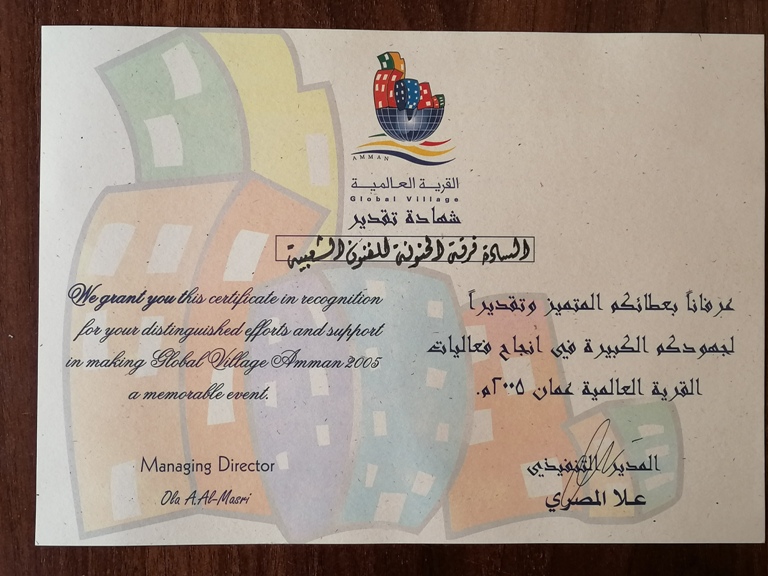 AMMAN
القرية العالمية
Global Village
شهادة تقدير
السادة فرقة الحنونة للفنون الشعبية
We grant you this certificate in recognition
for your distinguished efforts and support
in making Global Village Amman 2005
a memorable event.
عرفاناً بعطائكم المتميز وتقديراً
لجهودكم الكبيرة في أنجاح فعاليات
القرية العالمية عمان ٢٠٠٥م.
Managing Director
Ola A.Al-Masri
المدير التنفيذي
علا المصري